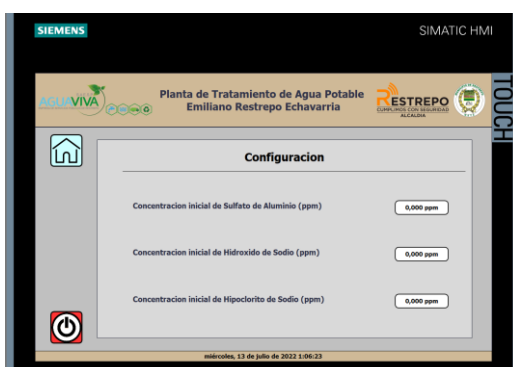 SIEMENS
SIMATIC HMI
TOUCH
AGUAVIVA
Planta de Tratamiento de Agua Potable
Emiliano Restrepo Echavarria
RESTREPO
CUMPLIMOS CON SEGURIDAD
ALCALDIA
Configuracion
Concentracion inicial de Sulfato de Aluminio (ppm)
0,000 ppm
Concentracion inicial de Hidroxido de Sodio (ppm)
0,000 ppm
Concentracion inicial de Hipoclorito de Sodio (ppm)
0,000 ppm
miércoles, 13 de julio de 2022 1:06:23